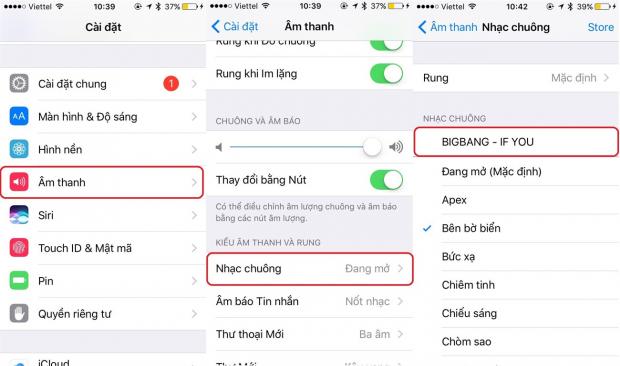 Viettel 10:39 37%
Cài đặt
Cài đặt chung 1
AA Màn hình & Độ sáng
Hình nền
Âm thanh
Siri
Touch ID & Mật mã
Pin
Quyền riêng tư
iCloud
Viettel 10:39 37%
Cài đặt Âm thanh
Rung khi Đổ chuông
Rung khi Im lặng
CHUÔNG VÀ ÂM BÁO
Thay đổi bằng Nút
Có thể điều chỉnh âm lượng chuông và âm báo
bằng các nút âm lượng.
KIỂU ÂM THANH VÀ RUNG
Nhạc chuông Đang mở
Âm báo Tin nhắn Nốt nhạc
Thư thoại Mới Ba âm
Thư Mới
Viettel 10:42 39%
Âm thanh Nhạc chuông Store
Rung Mặc định
NHẠC CHUÔNG
BIGBANG - IF YOU
Đang mở (Mặc định)
Apex
Bên bờ biển
Bức xạ
Chiêm tinh
Chiếu sáng
Chòm sao